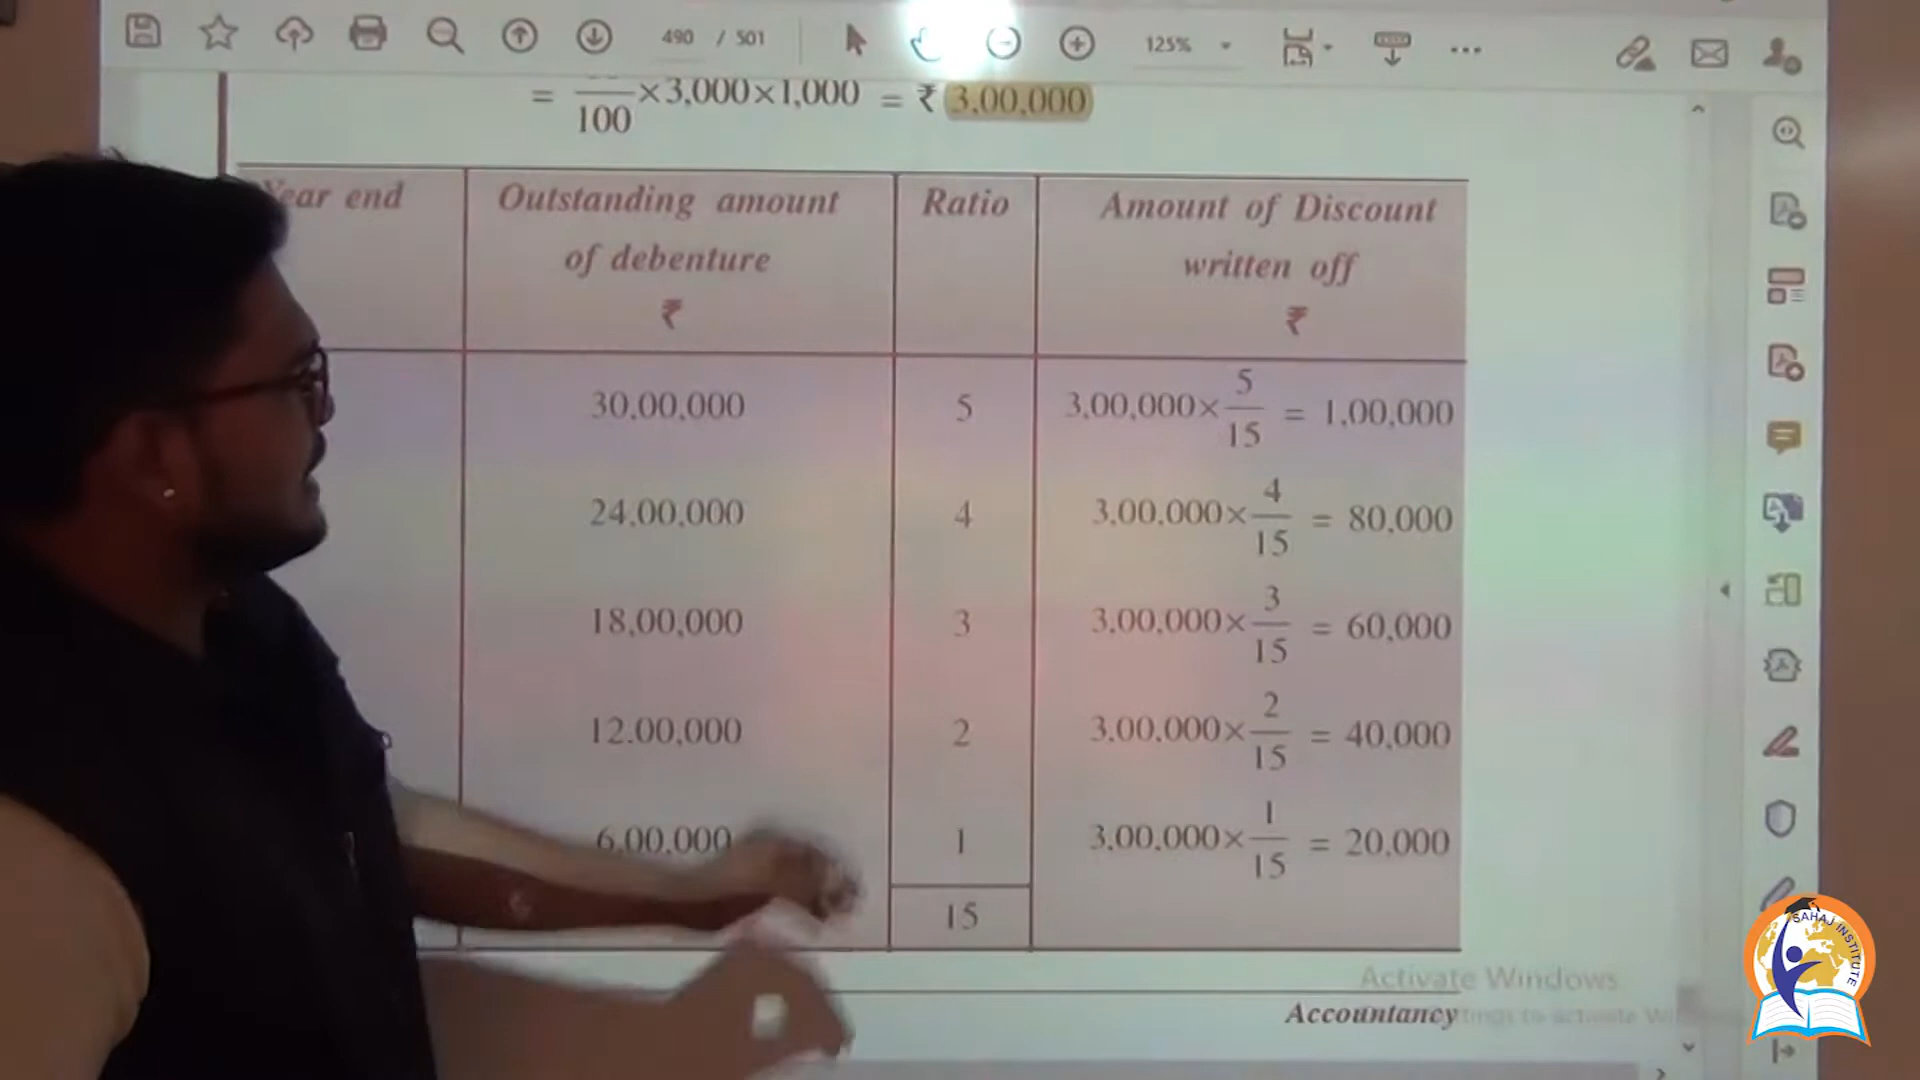 490 / 501
125%
= 100 ×3,000×1,000 = ₹ 3,00,000
ear end Outstanding amount of debenture ₹ Ratio Amount of Discount written off ₹
30,00,000 5 3,00,000× 5/15 = 1,00,000
24,00,000 4 3,00,000× 4/15 = 80,000
18,00,000 3 3,00,000× 3/15 = 60,000
12,00,000 2 3,00,000× 2/15 = 40,000
6,00,000 1 3,00,000× 1/15 = 20,000
15
Activate Windows
Accountancy
SAHAJ INSTITUTE